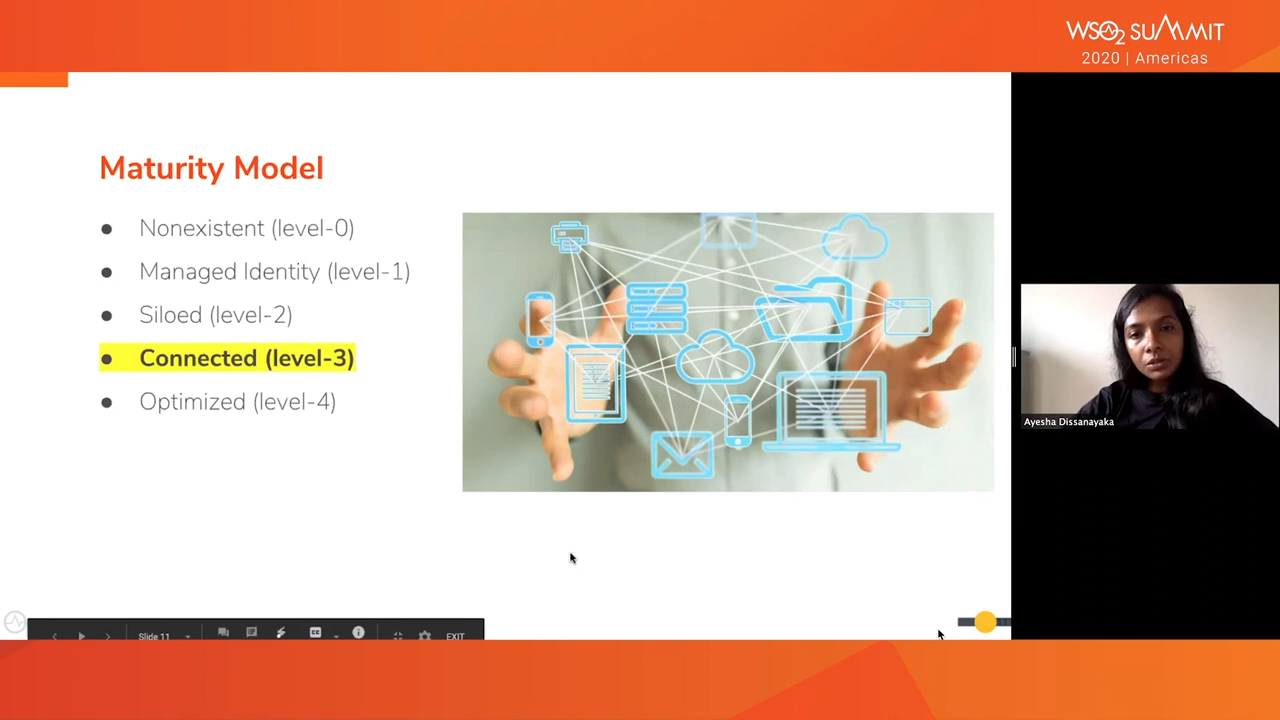 WSO2 SUMMIT
2020 | Americas
Maturity Model
● Nonexistent (level-0)
● Managed Identity (level-1)
● Siloed (level-2)
● Connected (level-3)
● Optimized (level-4)
Ayesha Dissanayaka
Slide 11
CC
EXIT